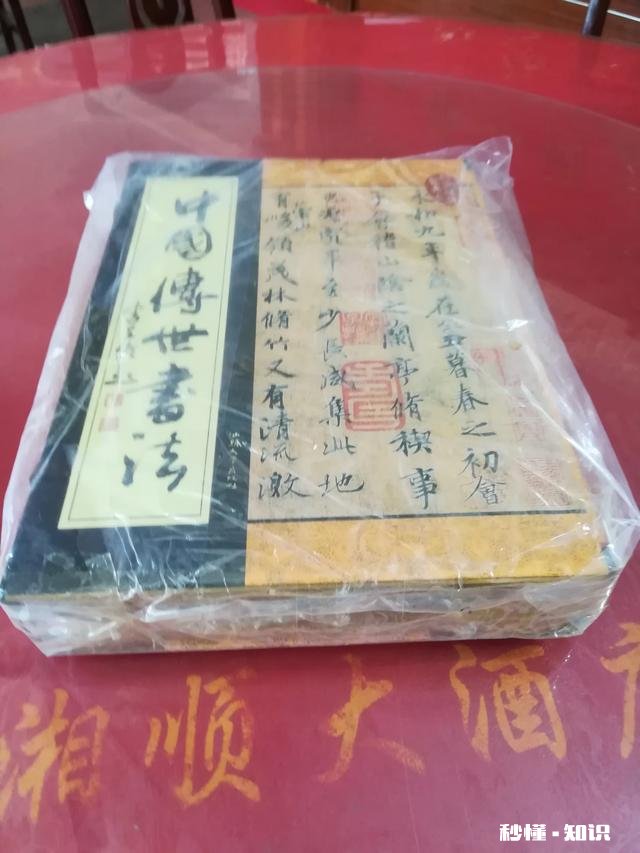 中國傳世書法
永和九年歲在癸丑暮春之初會
于會稽山陰之蘭亭脩稧事
也羣賢畢至少長咸集此地
有崇山峻領茂林脩竹又有清流激
湘顺大酒
秒懂-知识